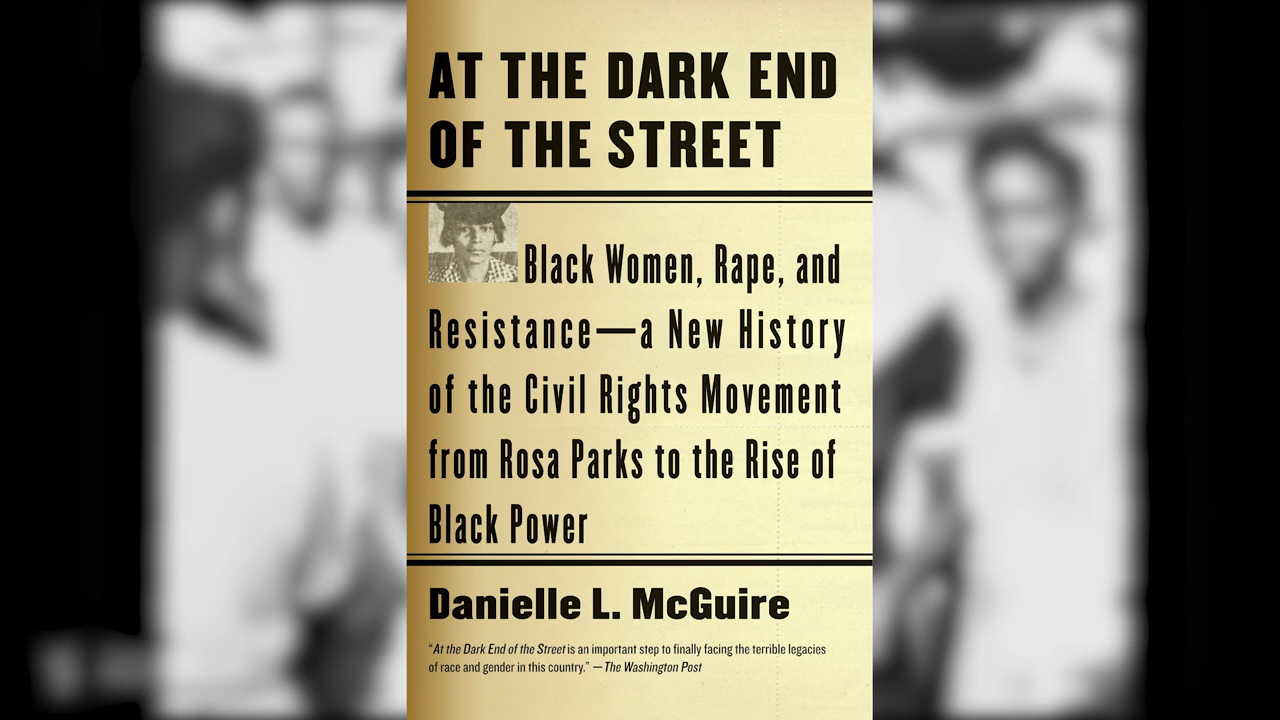 AT THE DARK END
OF THE STREET
Black Women, Rape, and
Resistance—a New History
of the Civil Rights Movement
from Rosa Parks to the Rise of
Black Power
Danielle L. McGuire
“At the Dark End of the Street is an important step to finally facing the terrible legacies
of race and gender in this country.” —The Washington Post